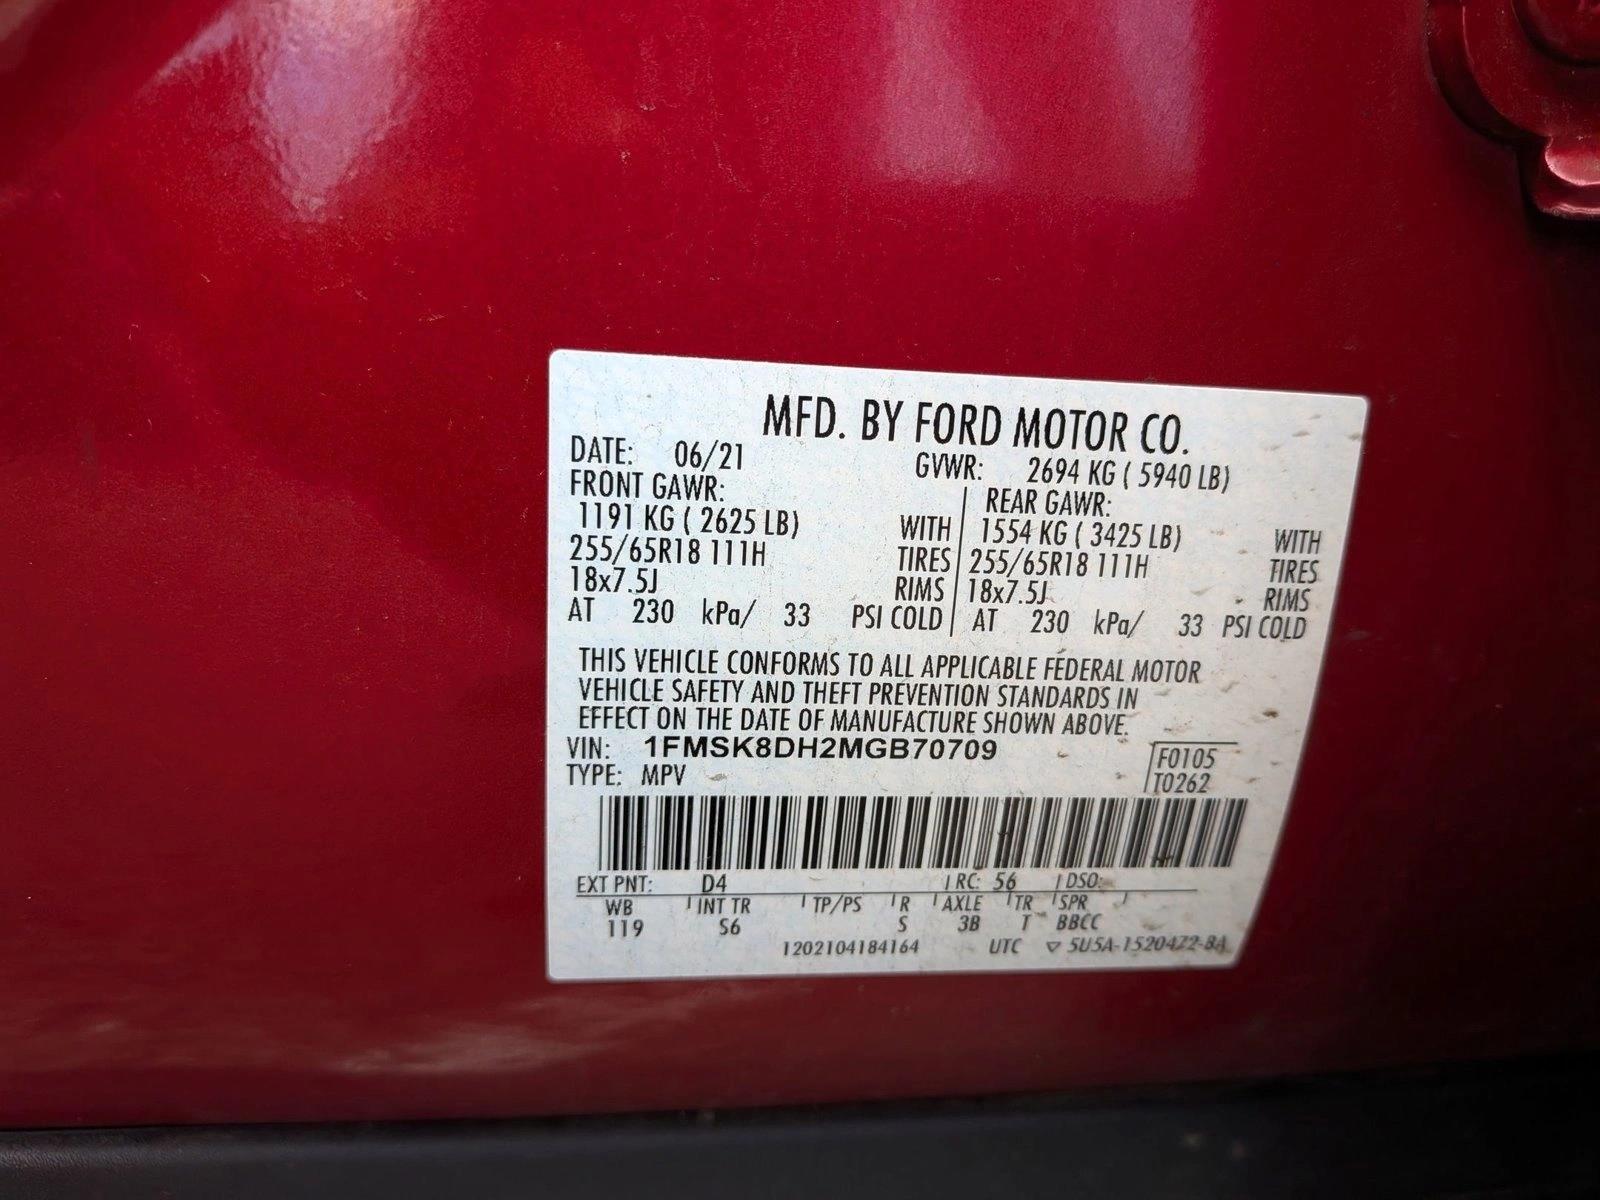 MFD. BY FORD MOTOR CO.
DATE: 06/21 GVWR: 2694 KG ( 5940 LB)
FRONT GAWR: REAR GAWR:
1191 KG ( 2625 LB) WITH 1554 KG ( 3425 LB) WITH
255/65R18 111H TIRES 255/65R18 111H TIRES
18x7.5J RIMS 18x7.5J RIMS
AT 230 kPa/ 33 PSI COLD AT 230 kPa/ 33 PSI COLD
THIS VEHICLE CONFORMS TO ALL APPLICABLE FEDERAL MOTOR
VEHICLE SAFETY AND THEFT PREVENTION STANDARDS IN
EFFECT ON THE DATE OF MANUFACTURE SHOWN ABOVE.
VIN: 1FMSK8DH2MGB70709 F0105
TYPE: MPV T0262
EXT PNT: D4 RC: 56 DSO:
WB INT TR TP/PS R AXLE TR SPR
119 S6 S 3B T BBCC
1202104184164 UTC ▽ 5U5A-1520472-BA